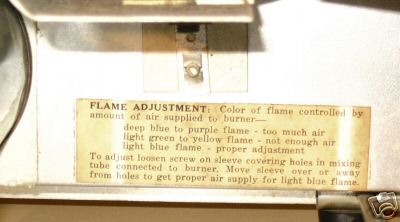 FLAME ADJUSTMENT: Color of flame controlled by
amount of air supplied to burner—
deep blue to purple flame - too much air
light green to yellow flame - not enough air
light blue flame - proper adjustment
To adjust loosen screw on sleeve covering holes in mixing
tube connected to burner. Move sleeve over or away
from holes to get proper air supply for light blue flame.